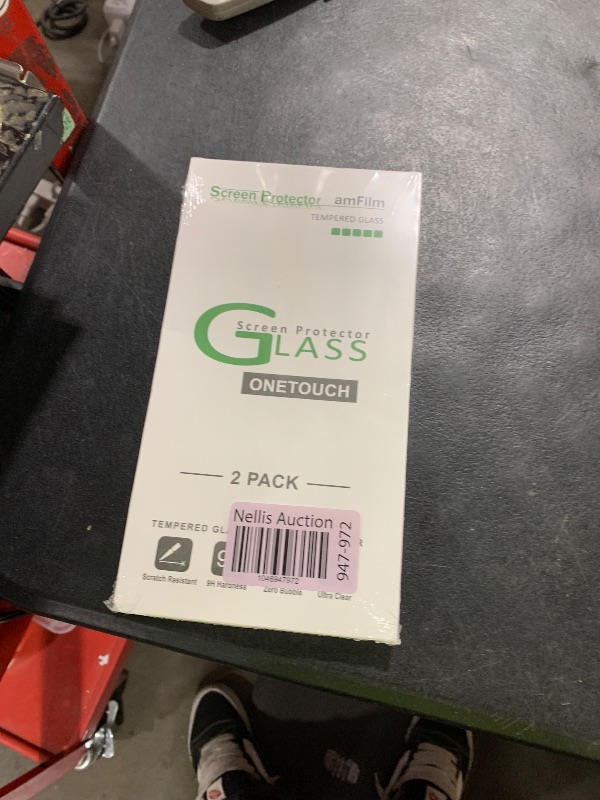 Screen Protector amFilm
TEMPERED GLASS
Screen Protector
GLASS
ONETOUCH
2 PACK
TEMPERED
Nellis Auction
947-972
1046947972
Scratch Resistant
9H Hardness
Zero Bubble
Ultra Clear